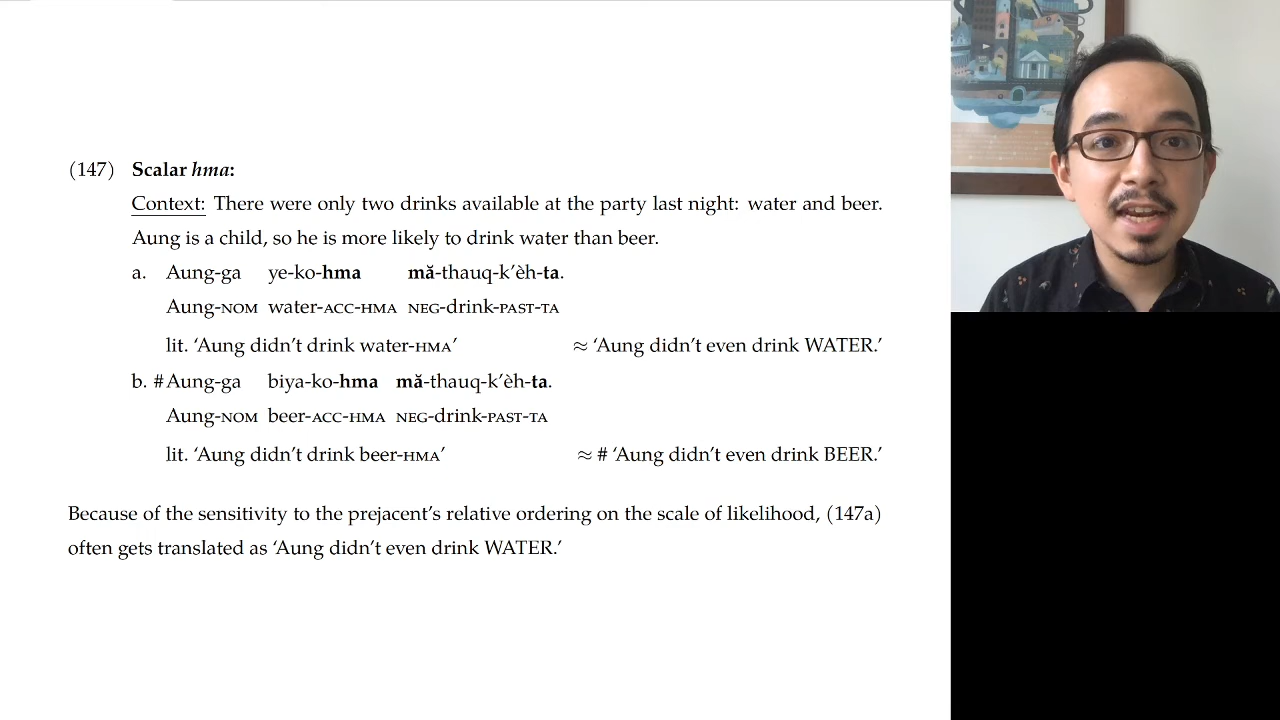 (147) Scalar hma:
Context: There were only two drinks available at the party last night: water and beer.
Aung is a child, so he is more likely to drink water than beer.
a. Aung-ga ye-ko-hma mă-thauq-k’èh-ta.
Aung-NOM water-ACC-HMA NEG-drink-PAST-TA
lit. ‘Aung didn’t drink water-HMA’ ≈ ‘Aung didn’t even drink WATER.’
b. # Aung-ga biya-ko-hma mă-thauq-k’èh-ta.
Aung-NOM beer-ACC-HMA NEG-drink-PAST-TA
lit. ‘Aung didn’t drink beer-HMA’ ≈ # ‘Aung didn’t even drink BEER.’
Because of the sensitivity to the prejacent’s relative ordering on the scale of likelihood, (147a)
often gets translated as ‘Aung didn’t even drink WATER.’